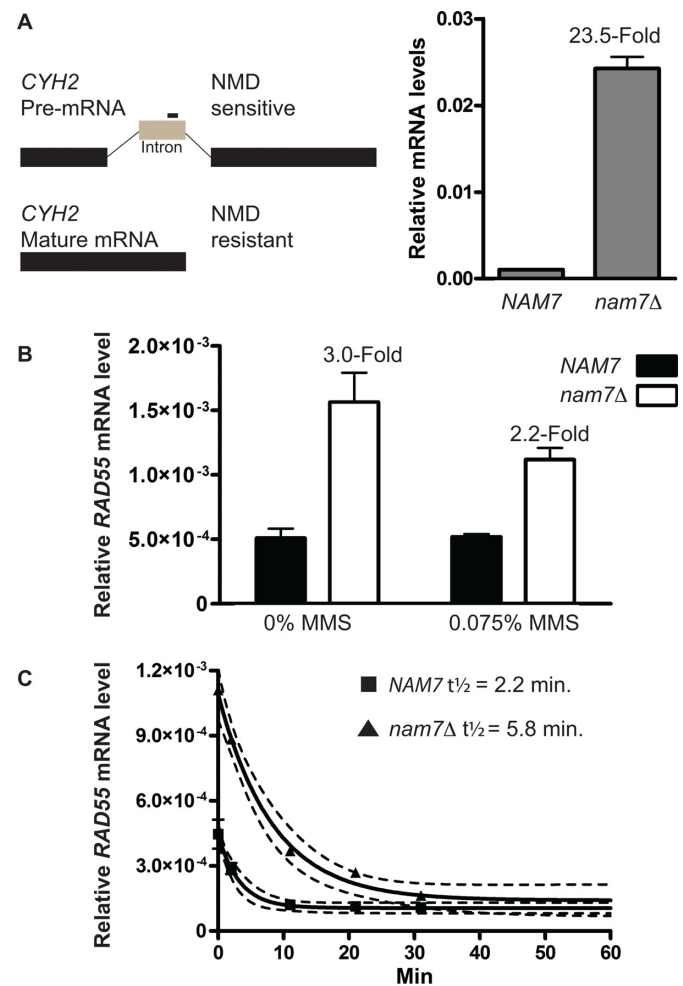 A
CYH2
Pre-mRNA
NMD
sensitive
Intron
CYH2
Mature mRNA
NMD
resistant
Relative mRNA levels
0.03
0.02
0.01
0.00
23.5-Fold
NAM7
nam7Δ
B
Relative RAD55 mRNA level
2.0×10-3
1.5×10-3
1.0×10-3
5.0×10-4
0
3.0-Fold
2.2-Fold
NAM7
nam7Δ
0% MMS
0.075% MMS
C
Relative RAD55 mRNA level
1.2×10-3
9.0×10-4
6.0×10-4
3.0×10-4
0
NAM7 t½ = 2.2 min.
nam7Δ t½ = 5.8 min.
0 10 20 30 40 50 60
Min